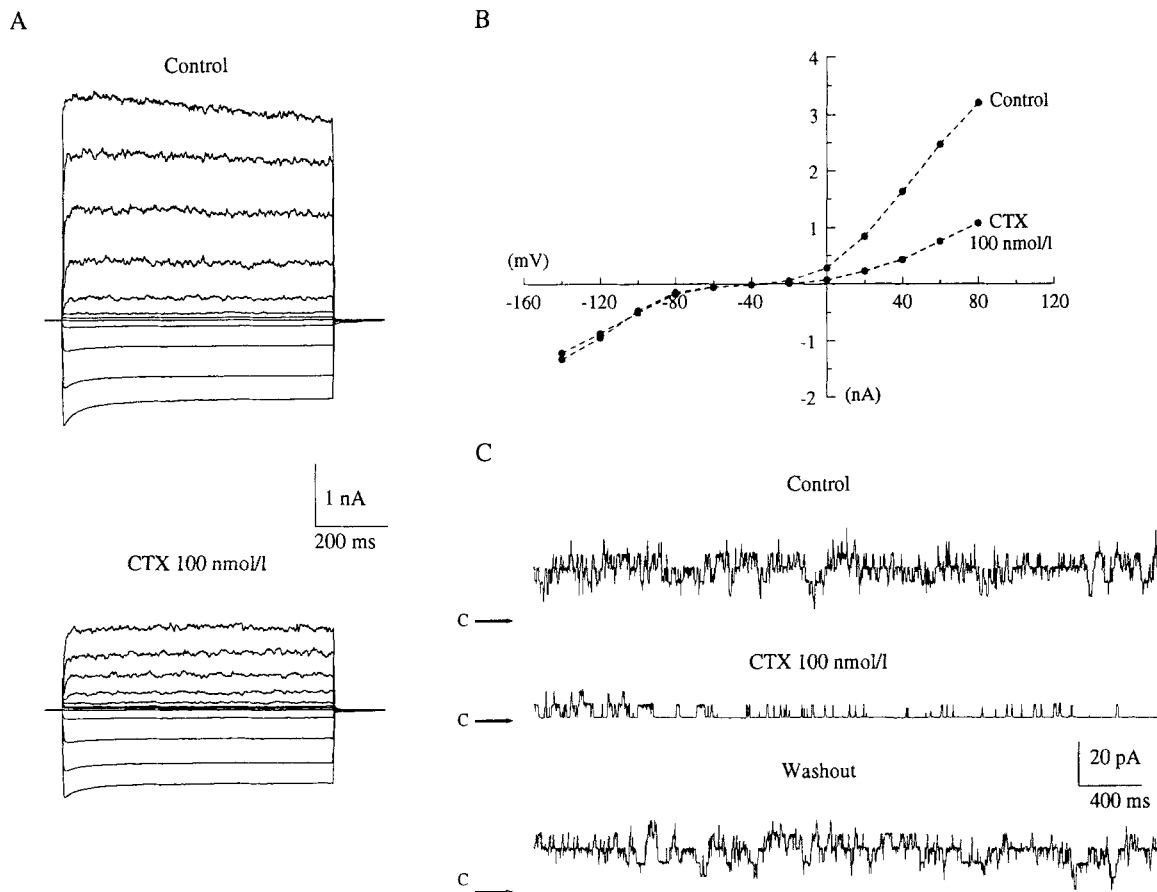 A
Control
1 nA
200 ms
CTX 100 nmol/l
B
4
3
2
1
-1
-2
(nA)
(mV)
-160
-120
-80
-40
0
40
80
120
Control
CTX
100 nmol/l
C
Control
C
CTX 100 nmol/l
C
Washout
20 pA
400 ms
C